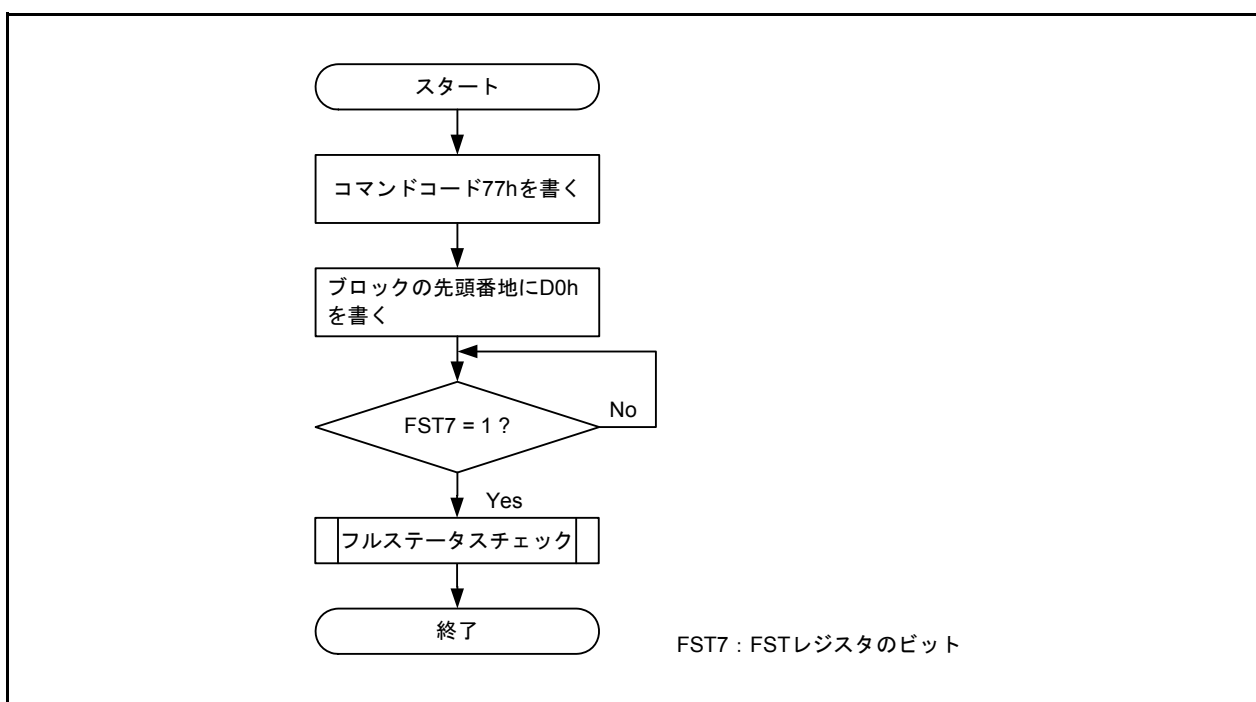 スタート
コマンドコード77hを書く
ブロックの先頭番地にD0h
を書く
FST7 = 1 ?
No
Yes
フルステータスチェック
終了
FST7：FSTレジスタのビット